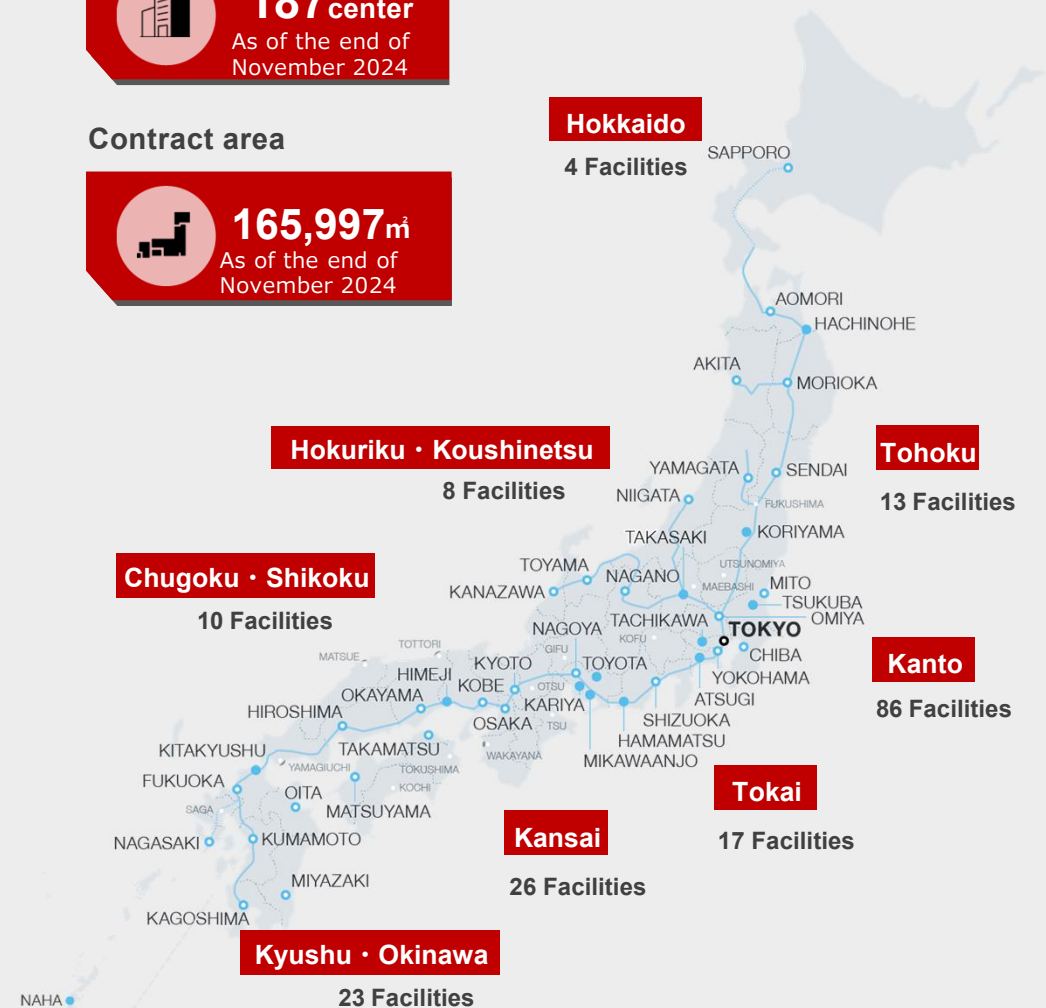 187 center
As of the end of
November 2024
Contract area
165,997㎡
As of the end of
November 2024
Hokkaido
4 Facilities
SAPPORO
AOMORI
HACHINOHE
AKITA
MORIOKA
Hokuriku・Koushinetsu
8 Facilities
Tohoku
13 Facilities
YAMAGATA
SENDAI
NIIGATA
FUKUSHIMA
TAKASAKI
KORIYAMA
Chugoku・Shikoku
10 Facilities
TOYAMA
NAGANO
UTSUNOMIYA
MAEBASHI
MITO
KANAZAWA
TSUKUBA
OMIYA
NAGOYA
TACHIKAWA
TOKYO
KOFU
GIFU
CHIBA
Kanto
86 Facilities
MATSUE
TOTTORI
KYOTO
TOYOTA
YOKOHAMA
HIMEJI
KOBE
OTSU
ATSUGI
OKAYAMA
KARIYA
HIROSHIMA
OSAKA
TSU
SHIZUOKA
HAMAMATSU
KITAKYUSHU
TAKAMATSU
WAKAYANA
MIKAWAANJO
YAMAGIUCHI
TOKUSHIMA
FUKUOKA
OITA
KOCHI
SAGA
MATSUYAMA
Tokai
17 Facilities
NAGASAKI
KUMAMOTO
Kansai
26 Facilities
MIYAZAKI
KAGOSHIMA
Kyushu・Okinawa
23 Facilities
NAHA